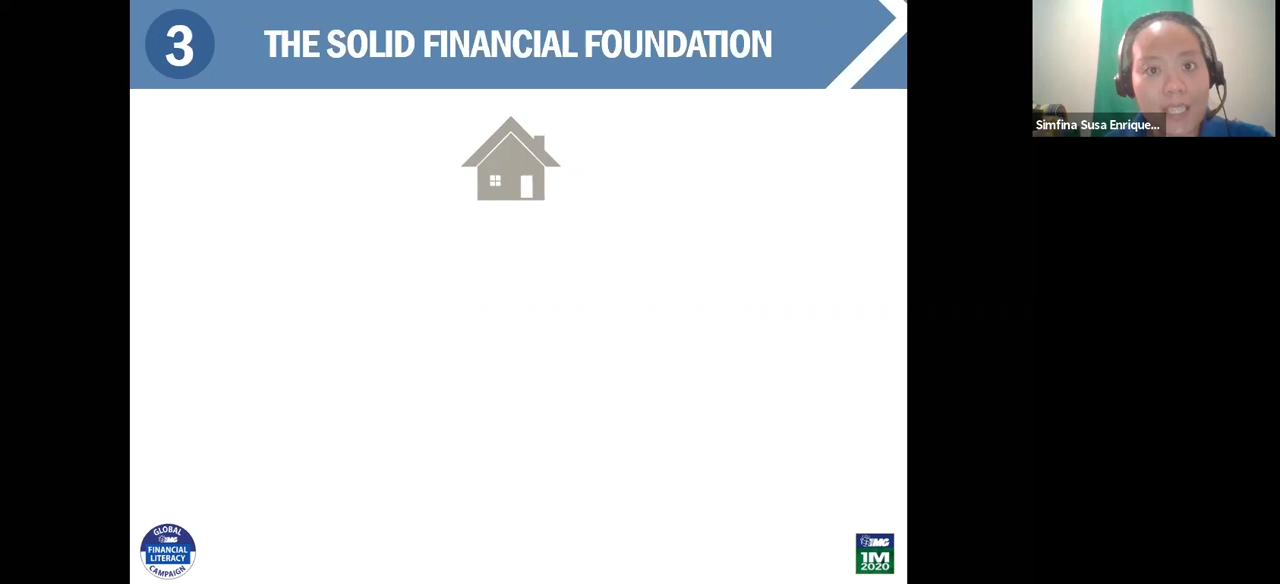 3
THE SOLID FINANCIAL FOUNDATION
Simfina Susa Enrique...
GLOBAL
IMG
FINANCIAL
LITERACY
CAMPAIGN
IMG
1M
2020